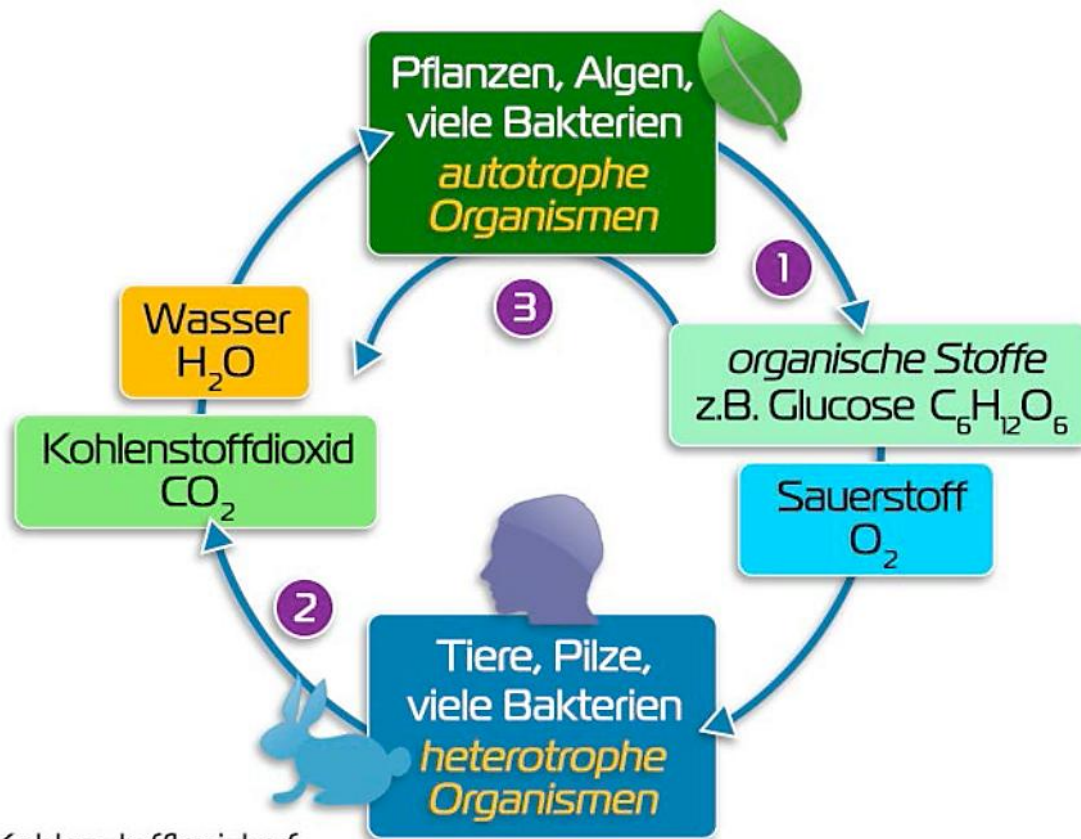 Pflanzen, Algen,
viele Bakterien
autotrophe
Organismen
1
3
Wasser
H₂O
organische Stoffe
z.B. Glucose C₆H₁₂O₆
Kohlenstoffdioxid
CO₂
Sauerstoff
O₂
2
Tiere, Pilze,
viele Bakterien
heterotrophe
Organismen